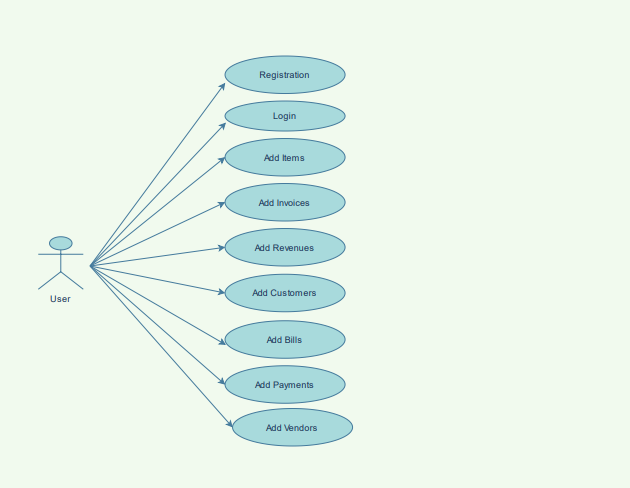 Registration
Login
Add Items
Add Invoices
Add Revenues
Add Customers
Add Bills
Add Payments
Add Vendors
User